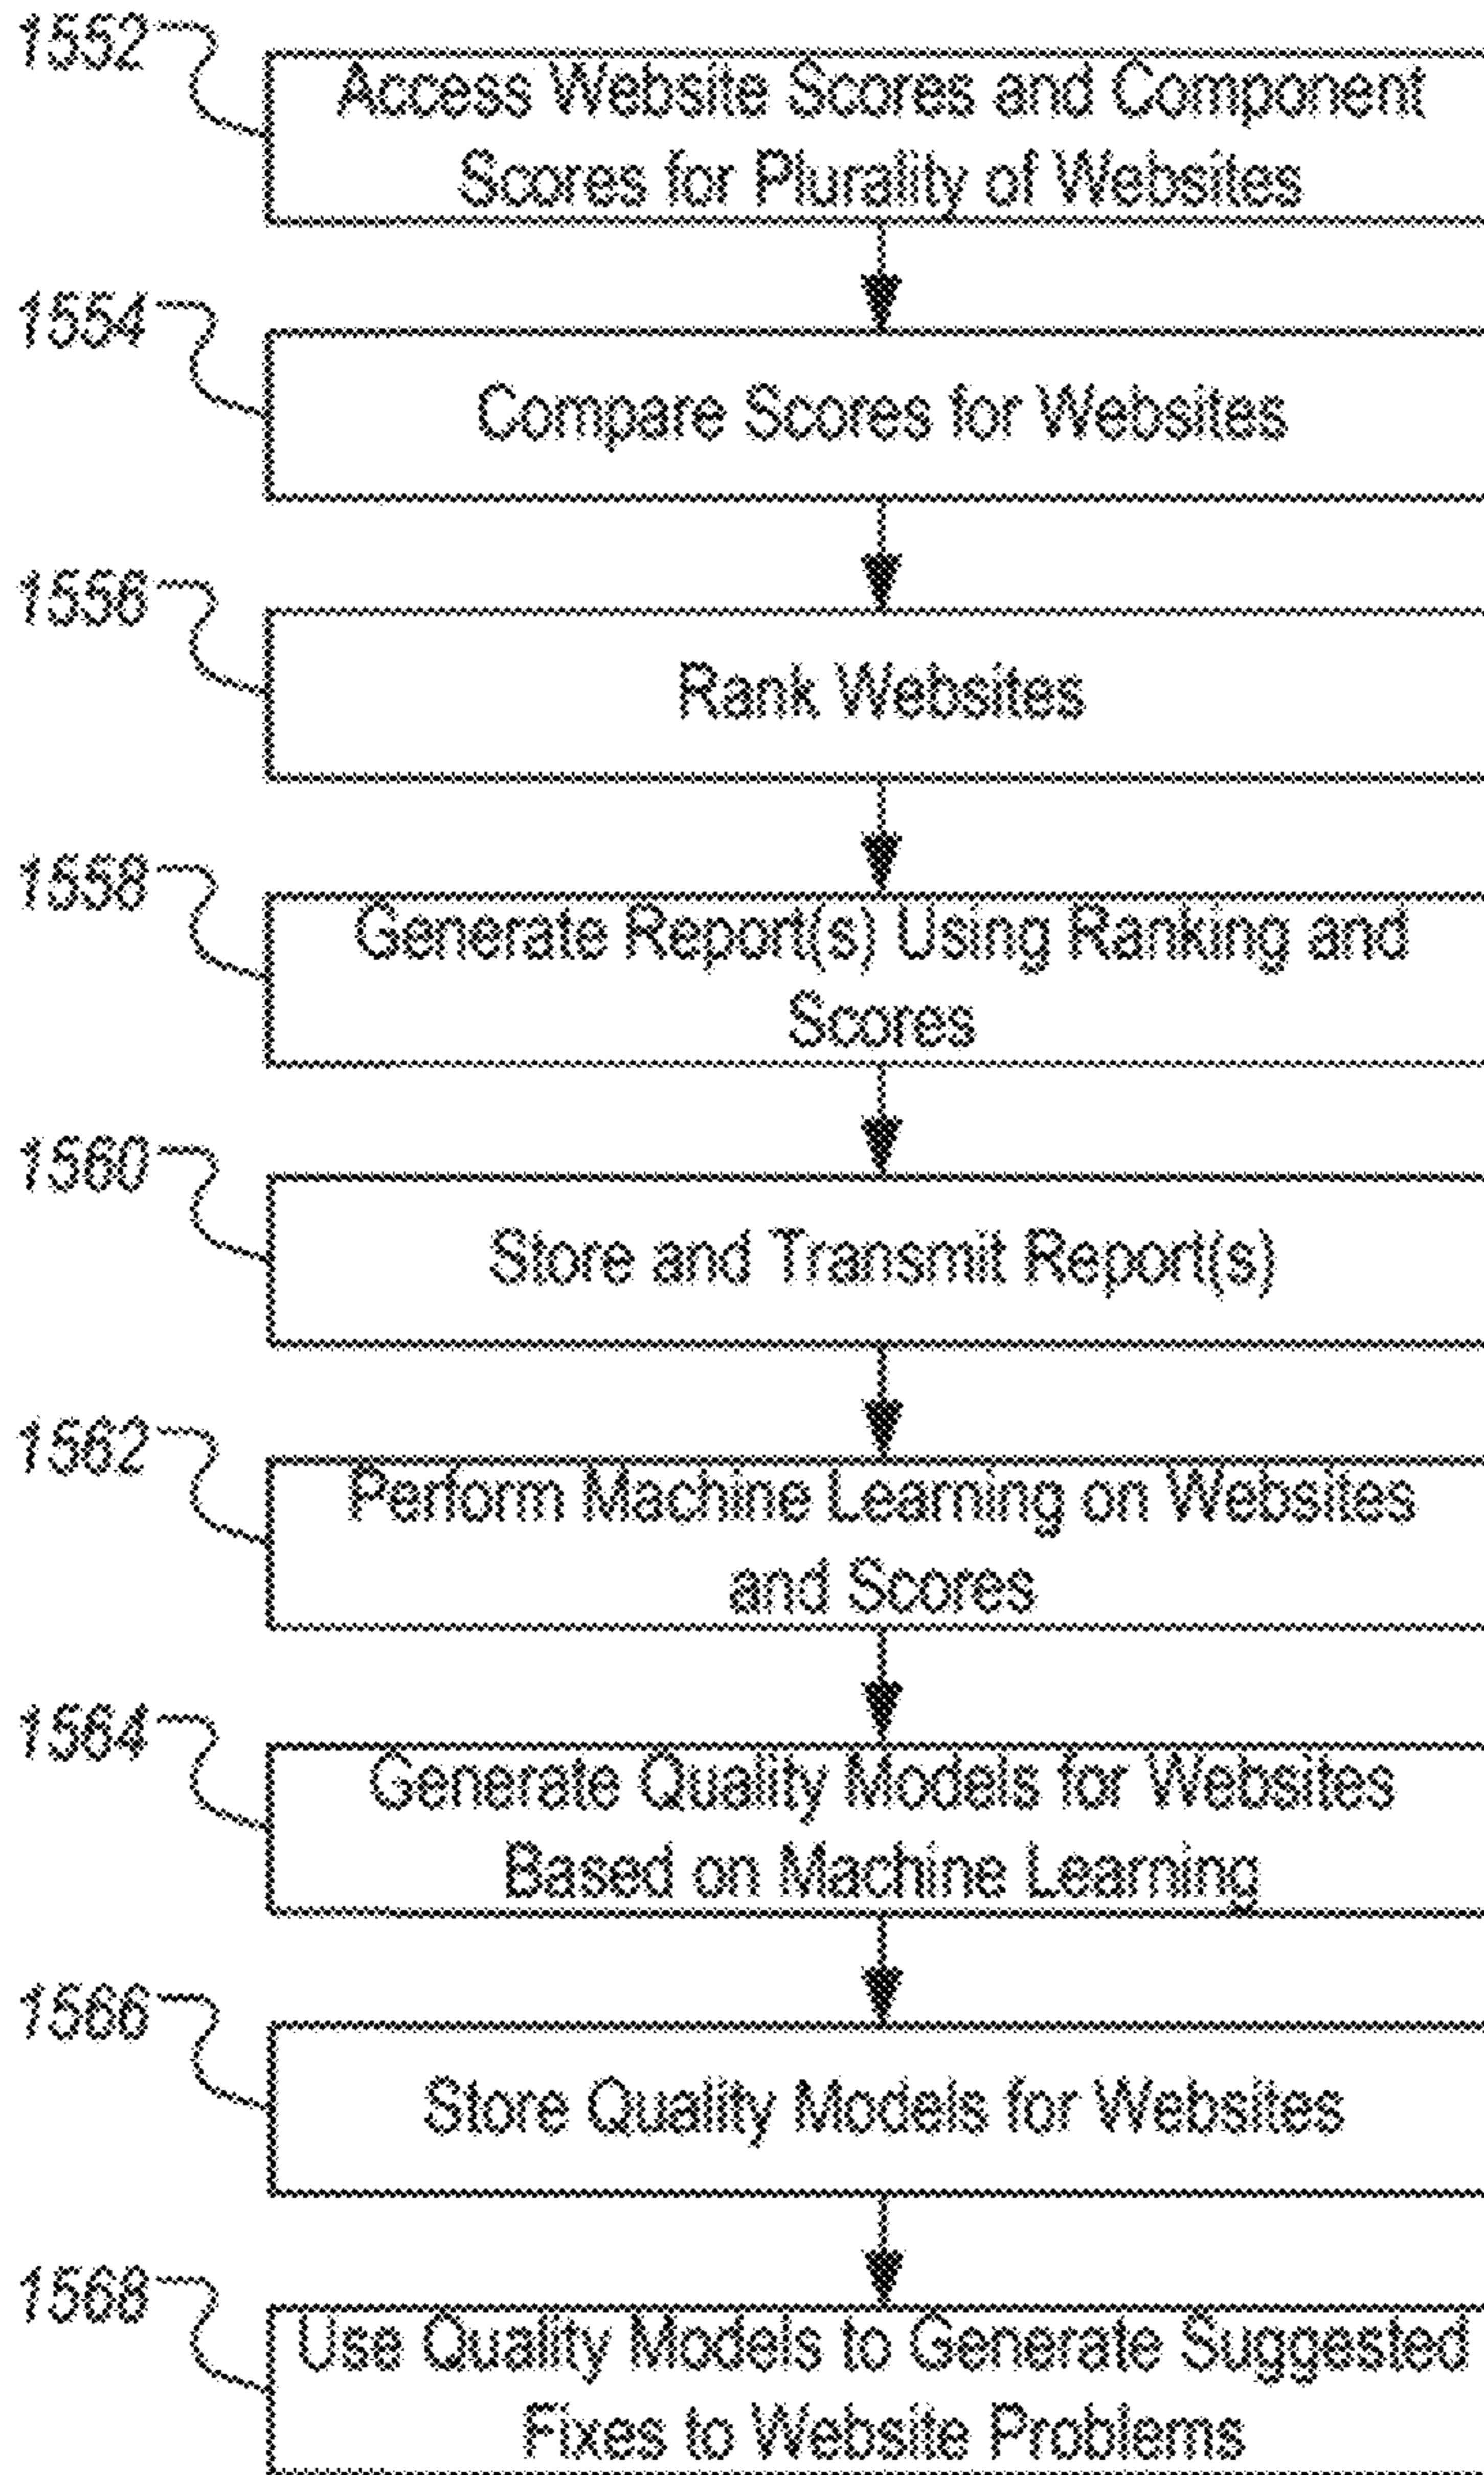 1552
Access Website Scores and Component
Scores for Plurality of Websites
1554
Compare Scores for Websites
1556
Rank Websites
1558
Generate Report(s) Using Ranking and
Scores
1560
Store and Transmit Report(s)
1562
Perform Machine Learning on Websites
and Scores
1564
Generate Quality Models for Websites
Based on Machine Learning
1566
Store Quality Models for Websites
1568
Use Quality Models to Generate Suggested
Fixes to Website Problems